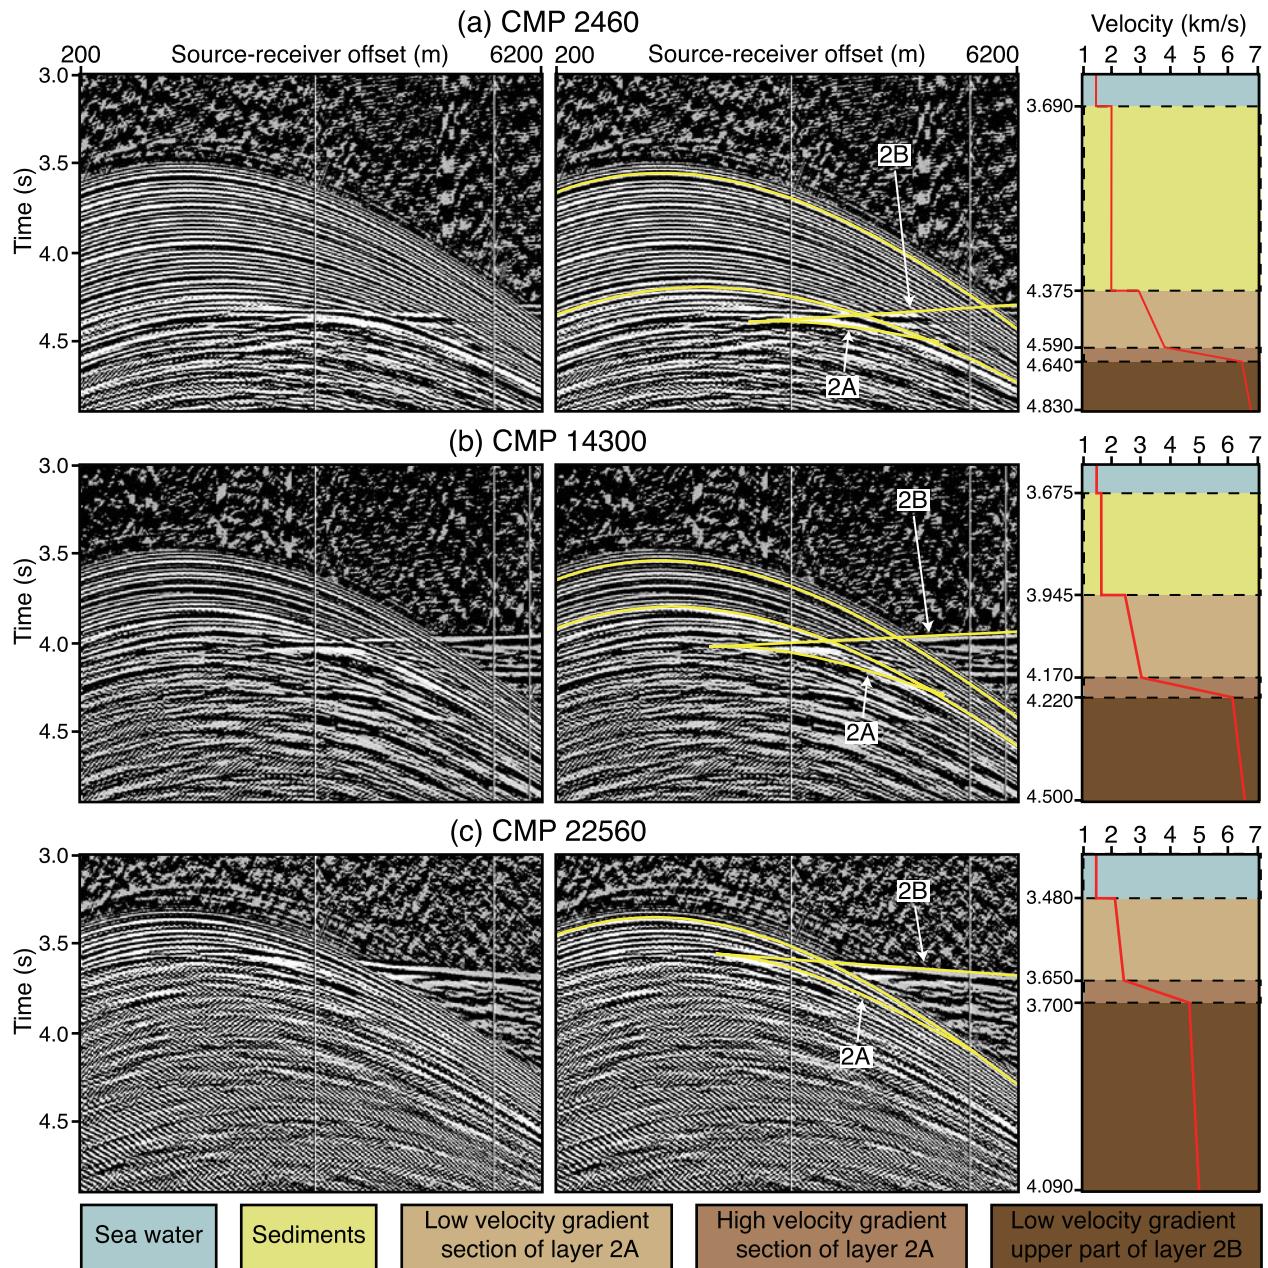 (a) CMP 2460
200 Source-receiver offset (m) 6200
200 Source-receiver offset (m) 6200
Velocity (km/s)
1 2 3 4 5 6 7
Time (s)
3.0
3.5
4.0
4.5
2B
2A
3.690
4.375
4.590
4.640
4.830
(b) CMP 14300
1 2 3 4 5 6 7
Time (s)
3.0
3.5
4.0
4.5
2B
2A
3.675
3.945
4.170
4.220
4.500
(c) CMP 22560
1 2 3 4 5 6 7
Time (s)
3.0
3.5
4.0
4.5
2B
2A
3.480
3.650
3.700
4.090
Sea water
Sediments
Low velocity gradient
section of layer 2A
High velocity gradient
section of layer 2A
Low velocity gradient
upper part of layer 2B